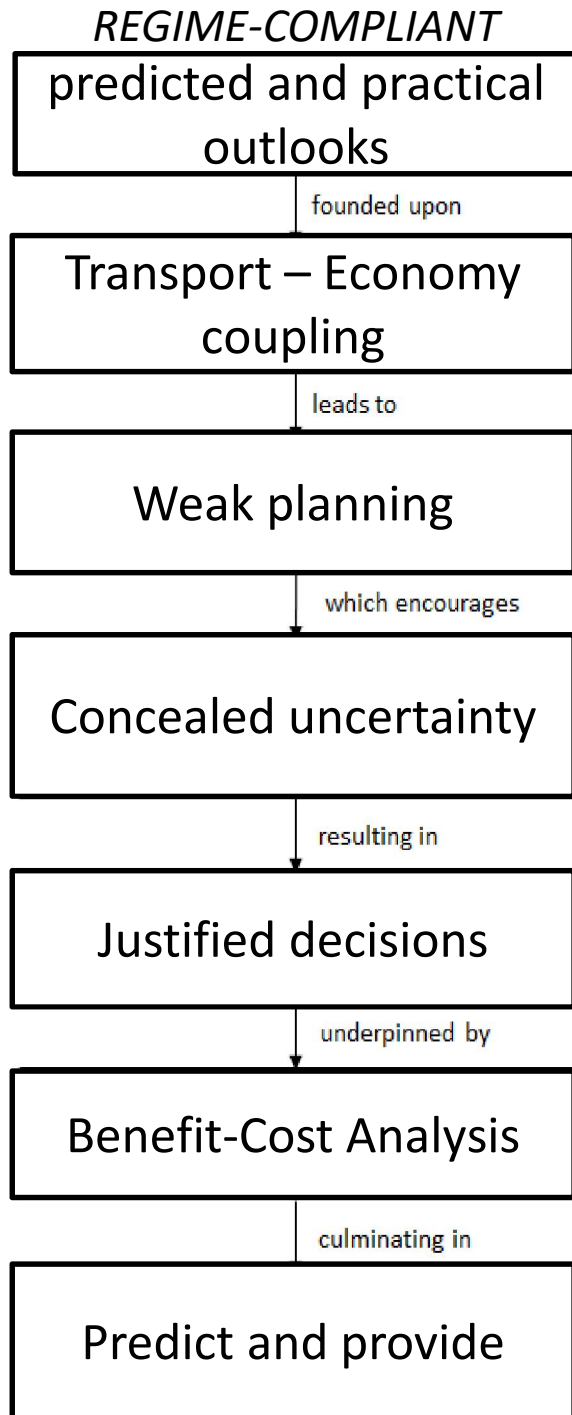 REGIME-COMPLIANT
predicted and practical
outlooks
founded upon
Transport – Economy
coupling
leads to
Weak planning
which encourages
Concealed uncertainty
resulting in
Justified decisions
underpinned by
Benefit-Cost Analysis
culminating in
Predict and provide